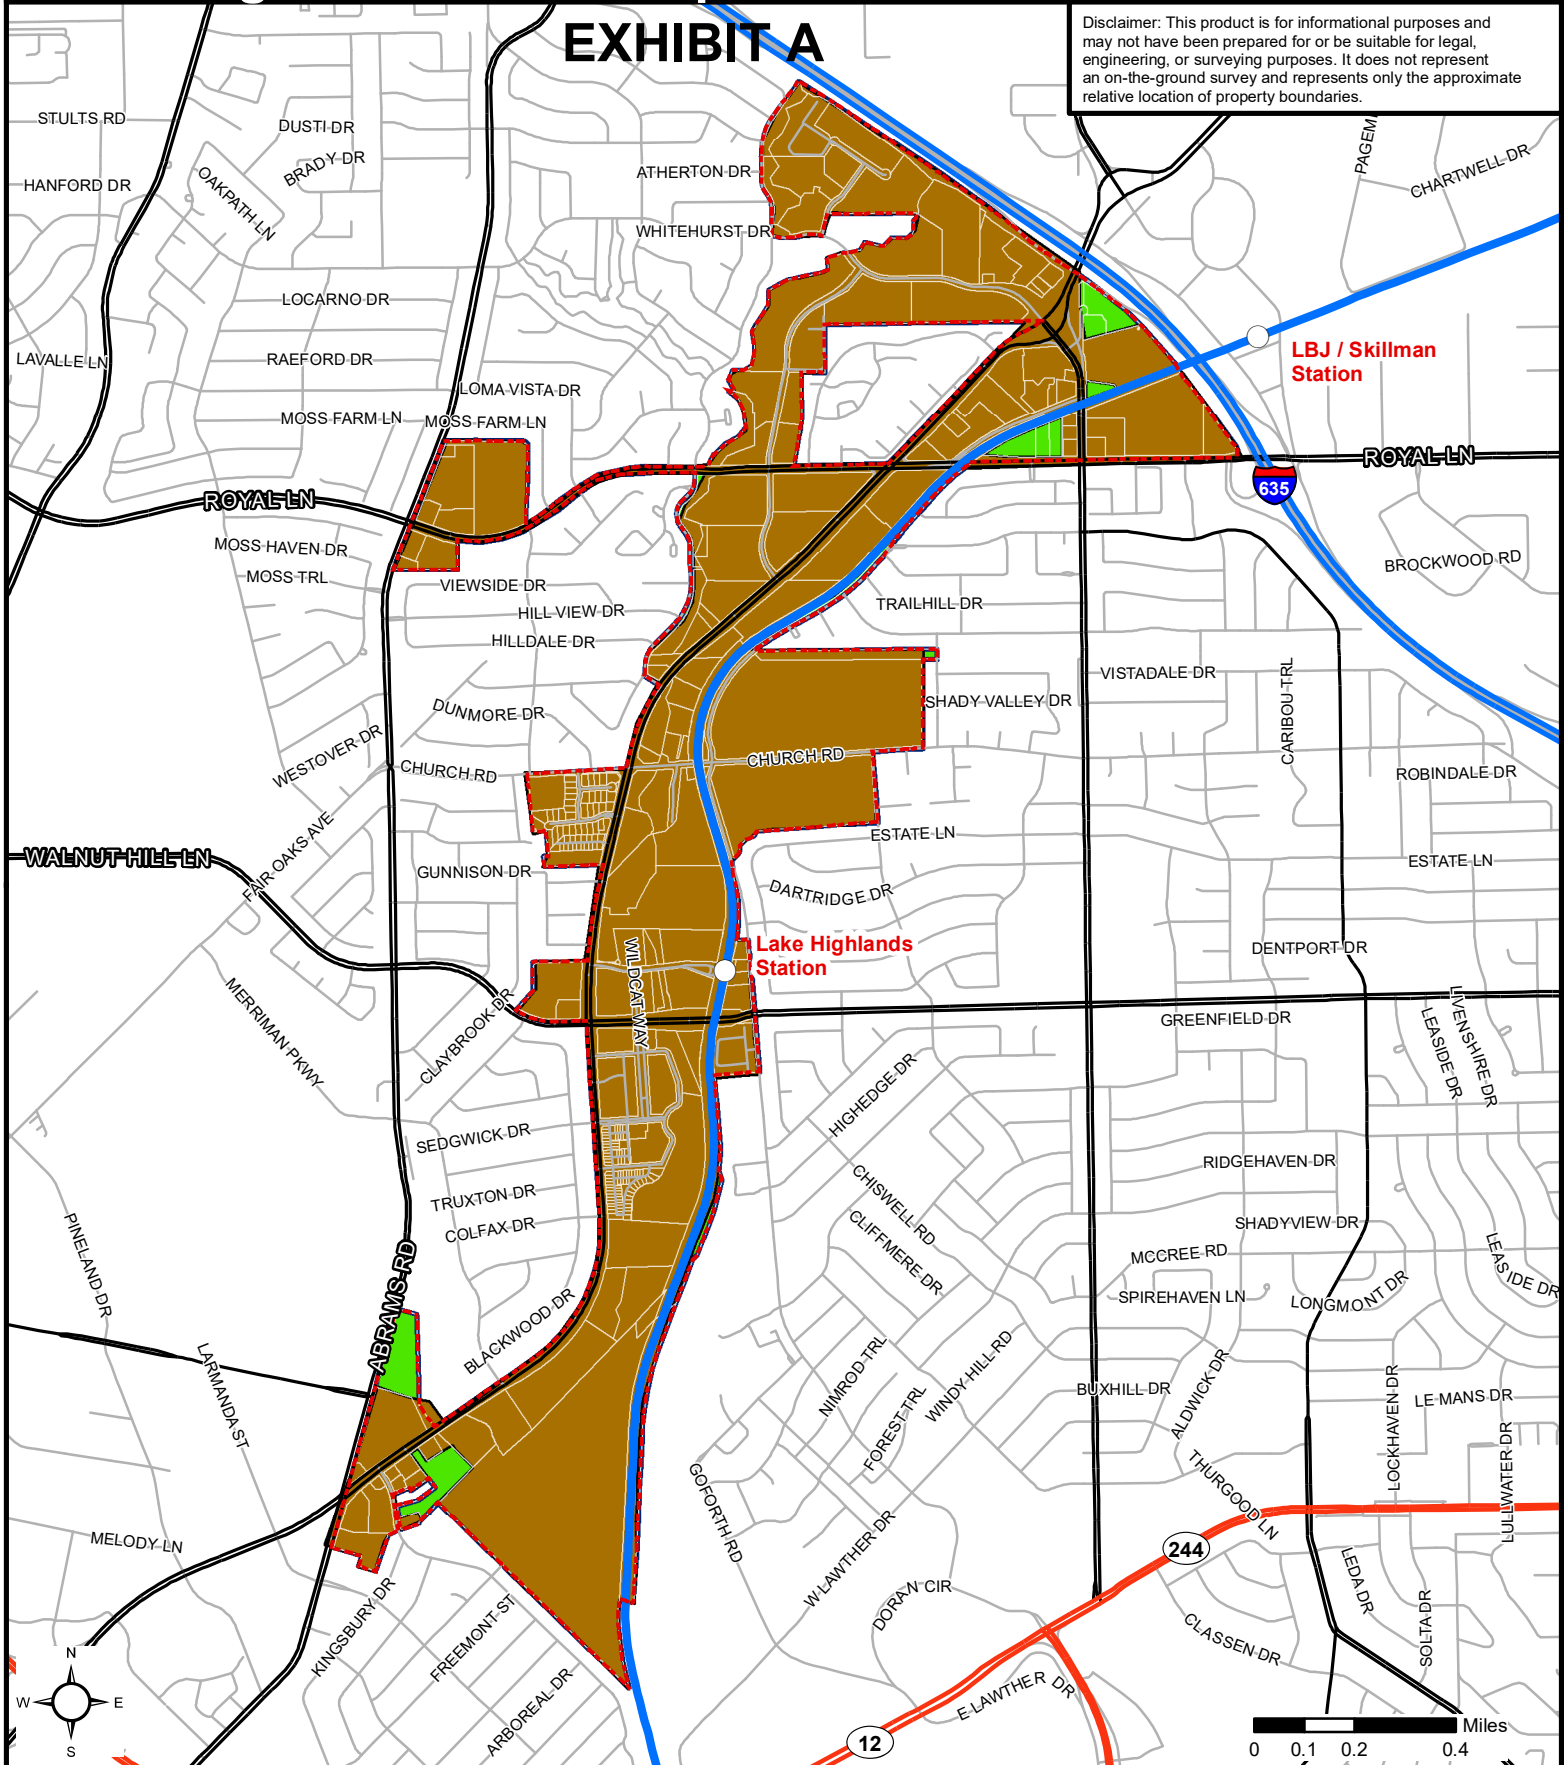 EXHIBIT A
Disclaimer: This product is for informational purposes and
may not have been prepared for or be suitable for legal,
engineering, or surveying purposes. It does not represent
an on-the-ground survey and represents only the approximate
relative location of property boundaries.
STULTS RD
DUSTI DR
BRADY DR
HANFORD DR
OAKPATH LN
ATHERTON DR
WHITEHURST DR
CHARTWELL DR
LOCARNO DR
LAVALLE LN
RAEFORD DR
LOMA VISTA DR
MOSS FARM LN
MOSS FARM LN
LBJ / Skillman
Station
ROYAL LN
ROYAL LN
635
MOSS HAVEN DR
MOSS TRL
VIEWSIDE DR
HILL VIEW DR
HILLDALE DR
BROCKWOOD RD
TRAILHILL DR
VISTADALE DR
SHADY VALLEY DR
CARIBOU TRL
DUNMORE DR
WESTOVER DR
CHURCH RD
CHURCH RD
ROBINDALE DR
FAIR OAKS AVE
WALNUT HILL LN
GUNNISON DR
ESTATE LN
ESTATE LN
DARTRIDGE DR
Lake Highlands
Station
WILDCAT WAY
DENTPORT DR
MERRIMAN PKWY
CLAYBROOK DR
GREENFIELD DR
LEASIDE DR
LIVENSHIRE DR
HIGHEDGE DR
SEDGWICK DR
RIDGEHAVEN DR
CHISWELL RD
TRUXTON DR
COLFAX DR
CLIFFMERE DR
SHADYVIEW DR
MCCREE RD
PINELAND DR
ABRAMS RD
LEASIDE DR
SPIREHAVEN LN
LONGMONT DR
BLACKWOOD DR
LARMANDA ST
NIMROD TRL
WINDY HILL RD
FOREST TRL
BUXHILL DR
ALDWICK DR
LOCKHAVEN DR
LE MANS DR
LULLWATER DR
THURGOOD LN
GOFORTH RD
W LAWTHER DR
MELODY LN
244
DORAN CIR
LEDA DR
SOLTA DR
KINGSBURY DR
FREEMONT ST
CLASSEN DR
ARBOREAL DR
E LAWTHER DR
12
N
W E
S
Miles
0 0.1 0.2 0.4